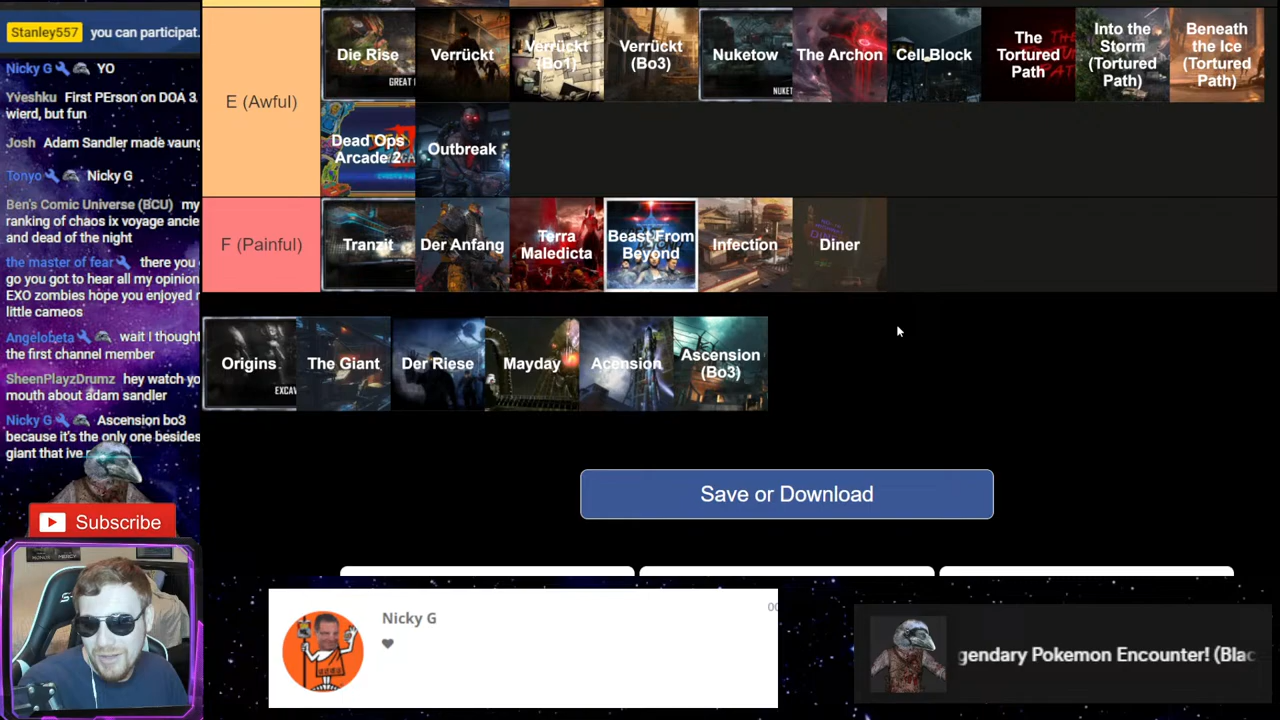 Stanley557 you can participat.
Nicky G YO
Yveshku First PErson on DOA 3
wierd, but fun
Josh Adam Sandler made vaung
Tonyo Nicky G
Ben's Comic Universe (BCU) my
ranking of chaos ix voyage ancie
and dead of the night
the master of fear there you
go you got to hear all my opinion
EXO zombies hope you enjoyed
little cameos
Angelobeta wait I thought
the first channel member
SheenPlayzDrumz hey watch yo
mouth about adam sandler
Nicky G Ascension bo3
because it's the only one besides
giant that ive
Subscribe
E (Awful)
Die Rise
GREAT
Verrückt
Verrückt
(Bo1)
Verrückt
(Bo3)
Nuketow
NUKET
The Archon
Cell Block
The
Tortured
Path
Into the
Storm
(Tortured
Path)
Beneath
the Ice
(Tortured
Path)
Dead Ops
Arcade 2
Outbreak
F (Painful)
Tranzit
Der Anfang
Terra
Maledicta
Beast From
Beyond
Infection
Diner
Origins
EXCAV
The Giant
Der Riese
Mayday
Acension
Ascension
(Bo3)
Save or Download
Nicky G
❤
gendary Pokemon Encounter! (Blac